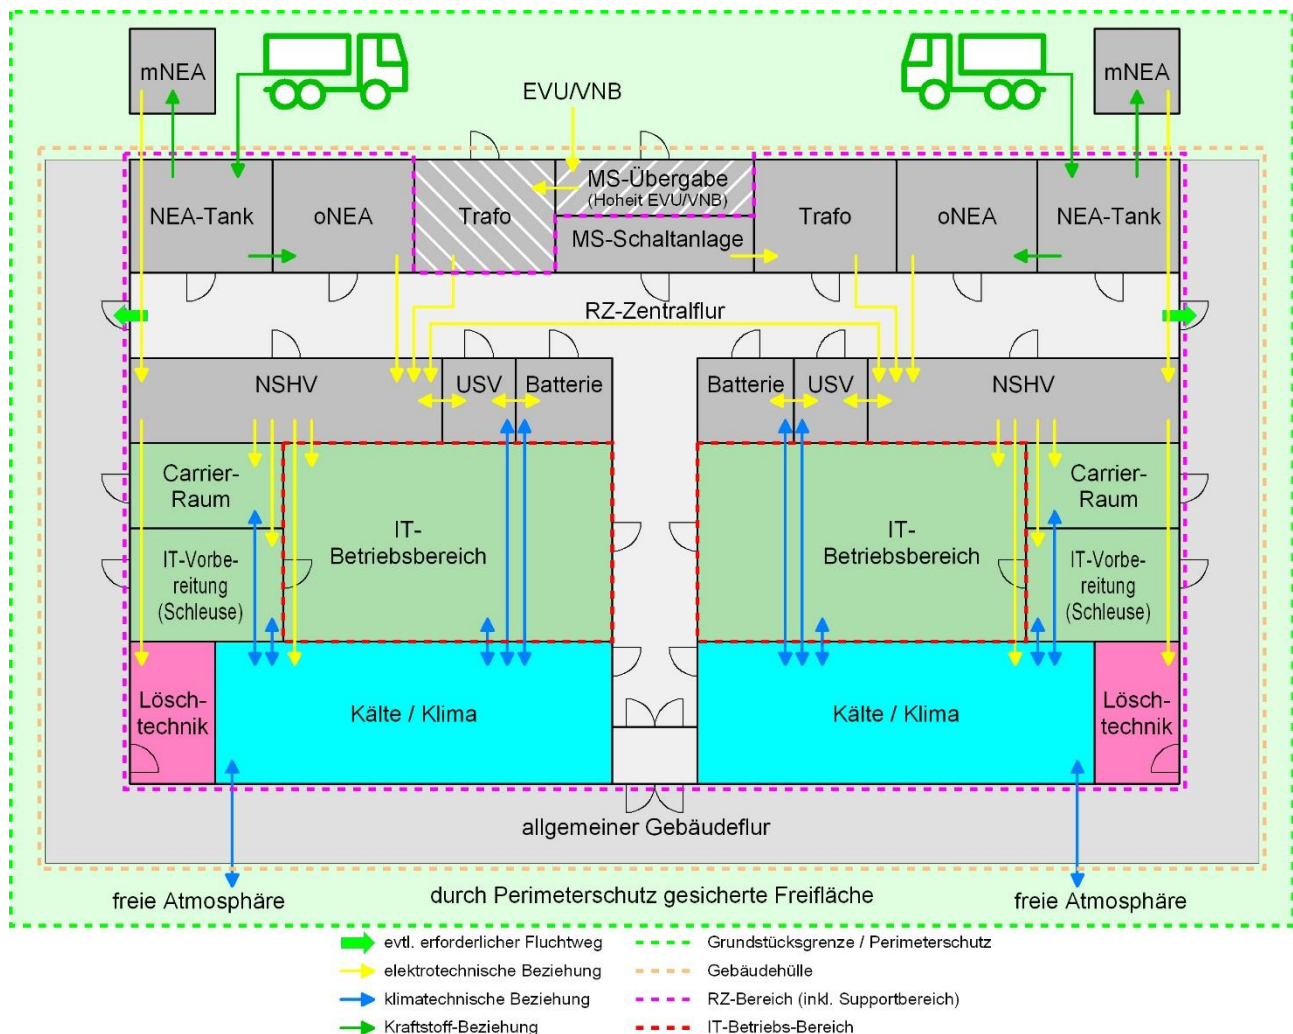 mNEA
EVU/VNB
mNEA
NEA-Tank
oNEA
Trafo
MS-Übergabe
(Hoheit EVU/VNB)
MS-Schaltanlage
Trafo
oNEA
NEA-Tank
RZ-Zentralflur
NSHV
USV
Batterie
Batterie
USV
NSHV
Carrier-
Raum
IT-
Betriebsbereich
IT-Vorbe-
reitung
(Schleuse)
IT-
Betriebsbereich
Carrier-
Raum
IT-Vorbe-
reitung
(Schleuse)
Lösch-
technik
Kälte / Klima
Kälte / Klima
Lösch-
technik
allgemeiner Gebäudeflur
freie Atmosphäre
durch Perimeterschutz gesicherte Freifläche
freie Atmosphäre
evtl. erforderlicher Fluchtweg
elektrotechnische Beziehung
klimatechnische Beziehung
Kraftstoff-Beziehung
Grundstücksgrenze / Perimeterschutz
Gebäudehülle
RZ-Bereich (inkl. Supportbereich)
IT-Betriebs-Bereich